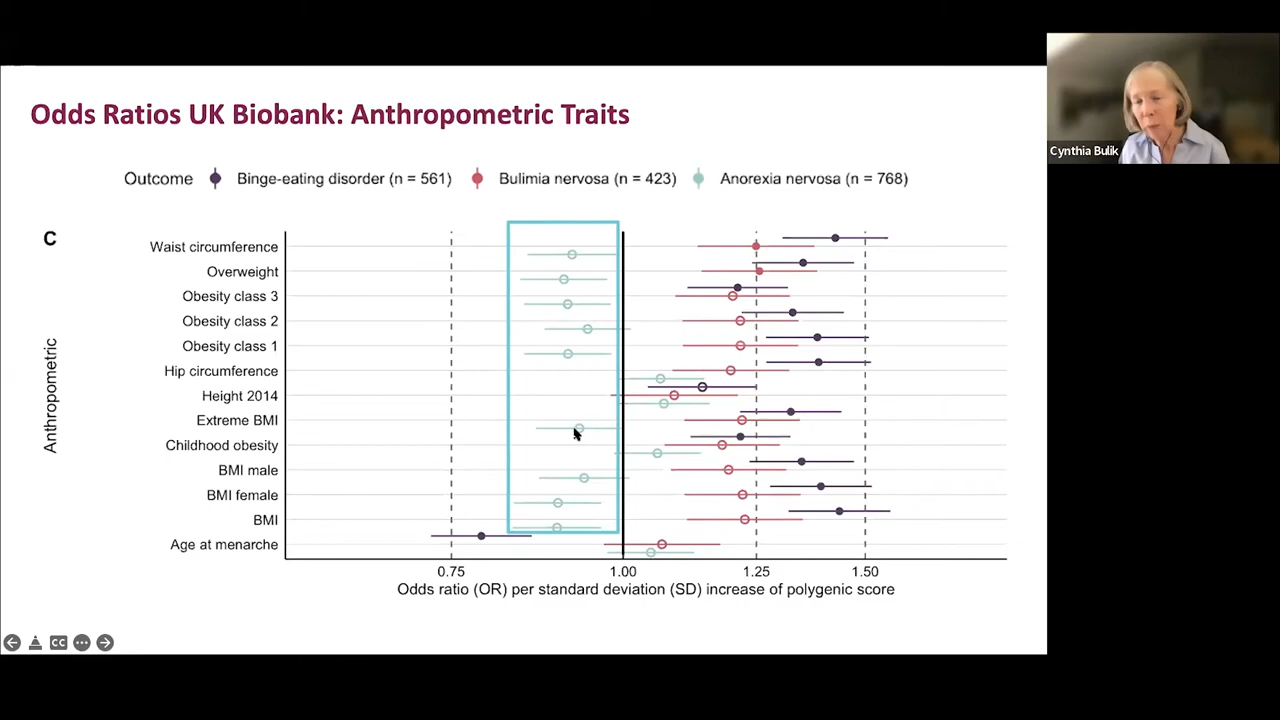 Odds Ratios UK Biobank: Anthropometric Traits
Cynthia Bulik
Outcome Binge-eating disorder (n = 561) Bulimia nervosa (n = 423) Anorexia nervosa (n = 768)
C
Anthropometric
Waist circumference
Overweight
Obesity class 3
Obesity class 2
Obesity class 1
Hip circumference
Height 2014
Extreme BMI
Childhood obesity
BMI male
BMI female
BMI
Age at menarche
0.75 1.00 1.25 1.50
Odds ratio (OR) per standard deviation (SD) increase of polygenic score
CC